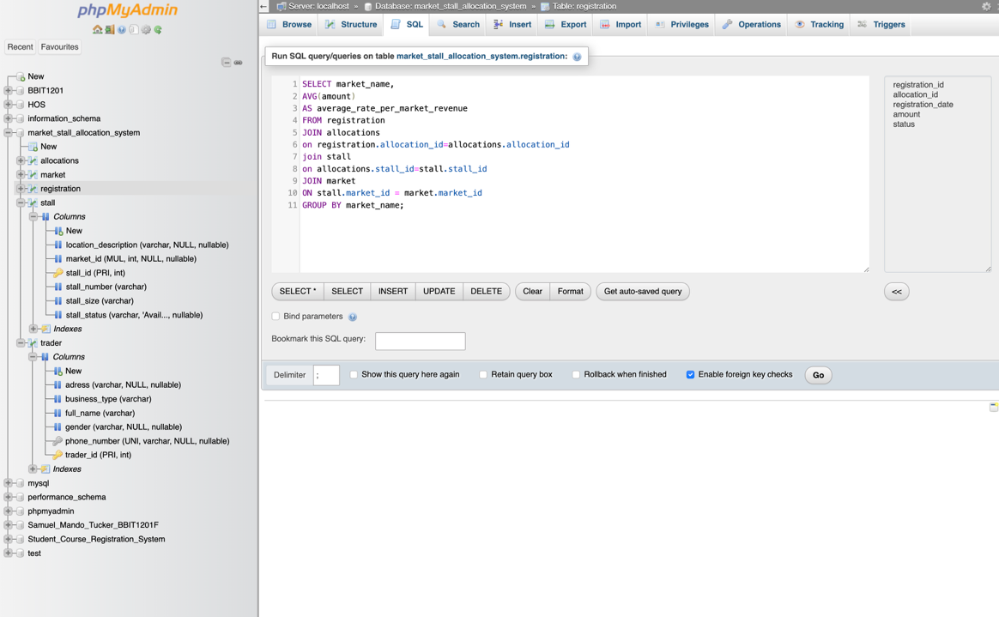 phpMyAdmin
Recent
Favourites
New
BBIT1201
HOS
information_schema
market_stall_allocation_system
New
allocations
market
registration
stall
Columns
New
location_description (varchar, NULL, nullable)
market_id (MUL, int, NULL, nullable)
stall_id (PRI, int)
stall_number (varchar)
stall_size (varchar)
stall_status (varchar, 'Avail..., nullable)
Indexes
trader
Columns
New
adress (varchar, NULL, nullable)
business_type (varchar)
full_name (varchar)
gender (varchar, NULL, nullable)
phone_number (UNI, varchar, NULL, nullable)
trader_id (PRI, int)
Indexes
mysql
performance_schema
phpmyadmin
Samuel_Mando_Tucker_BBIT1201F
Student_Course_Registration_System
test
← Server: localhost » Database: market_stall_allocation_system » Table: registration
Browse Structure SQL Search Insert Export Import Privileges Operations Tracking Triggers
Run SQL query/queries on table market_stall_allocation_system.registration:
1 SELECT market_name,
2 AVG(amount)
3 AS average_rate_per_market_revenue
4 FROM registration
5 JOIN allocations
6 on registration.allocation_id=allocations.allocation_id
7 join stall
8 on allocations.stall_id=stall.stall_id
9 JOIN market
10 ON stall.market_id = market.market_id
11 GROUP BY market_name;
registration_id
allocation_id
registration_date
amount
status
SELECT * SELECT INSERT UPDATE DELETE Clear Format Get auto-saved query <<
Bind parameters
Bookmark this SQL query:
Delimiter ; Show this query here again Retain query box Rollback when finished Enable foreign key checks Go